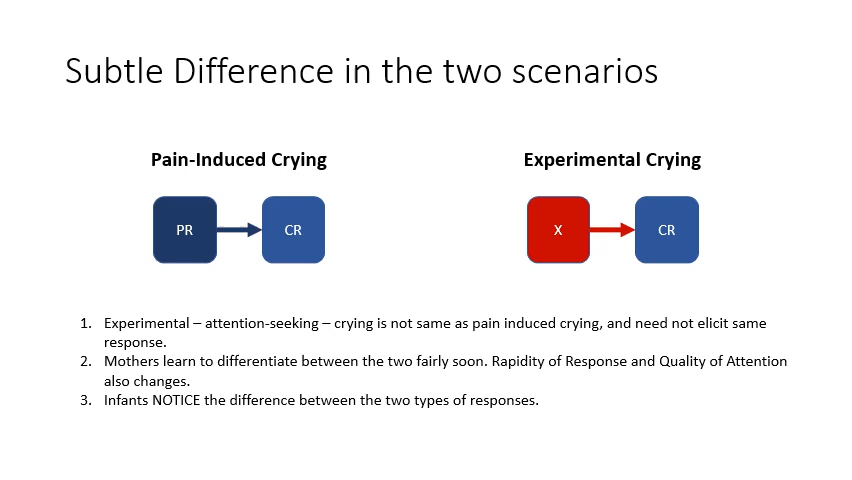 Subtle Difference in the two scenarios
Pain-Induced Crying
Experimental Crying
PR
CR
X
CR
1. Experimental – attention-seeking – crying is not same as pain induced crying, and need not elicit same
response.
2. Mothers learn to differentiate between the two fairly soon. Rapidity of Response and Quality of Attention
also changes.
3. Infants NOTICE the difference between the two types of responses.